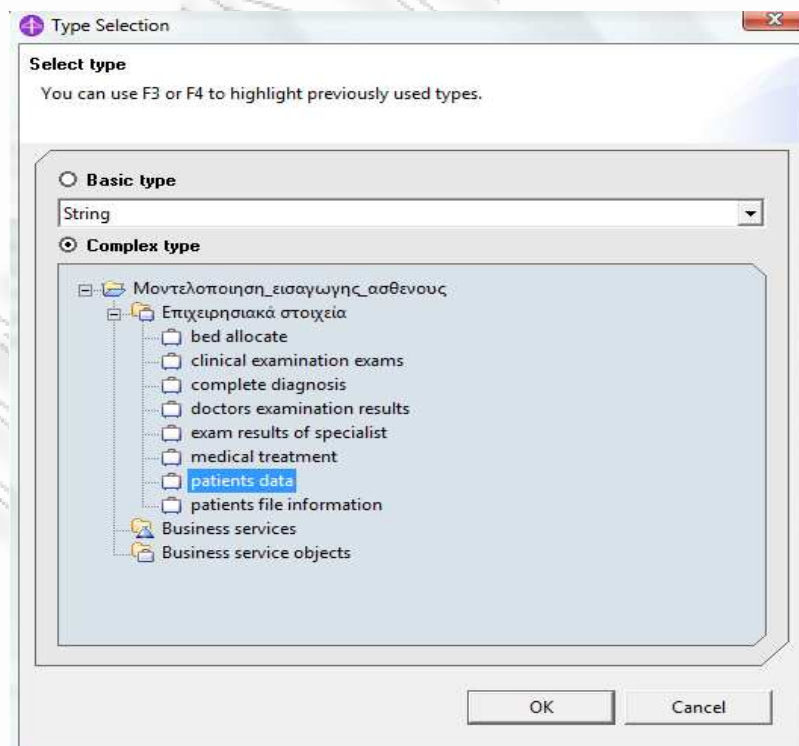 Type Selection
Select type
You can use F3 or F4 to highlight previously used types.
Basic type
String
Complex type
Μοντελοποιηση_εισαγωγης_ασθενους
Επιχειρησιακά στοιχεία
bed allocate
clinical examination exams
complete diagnosis
doctors examination results
exam results of specialist
medical treatment
patients data
patients file information
Business services
Business service objects
OK Cancel